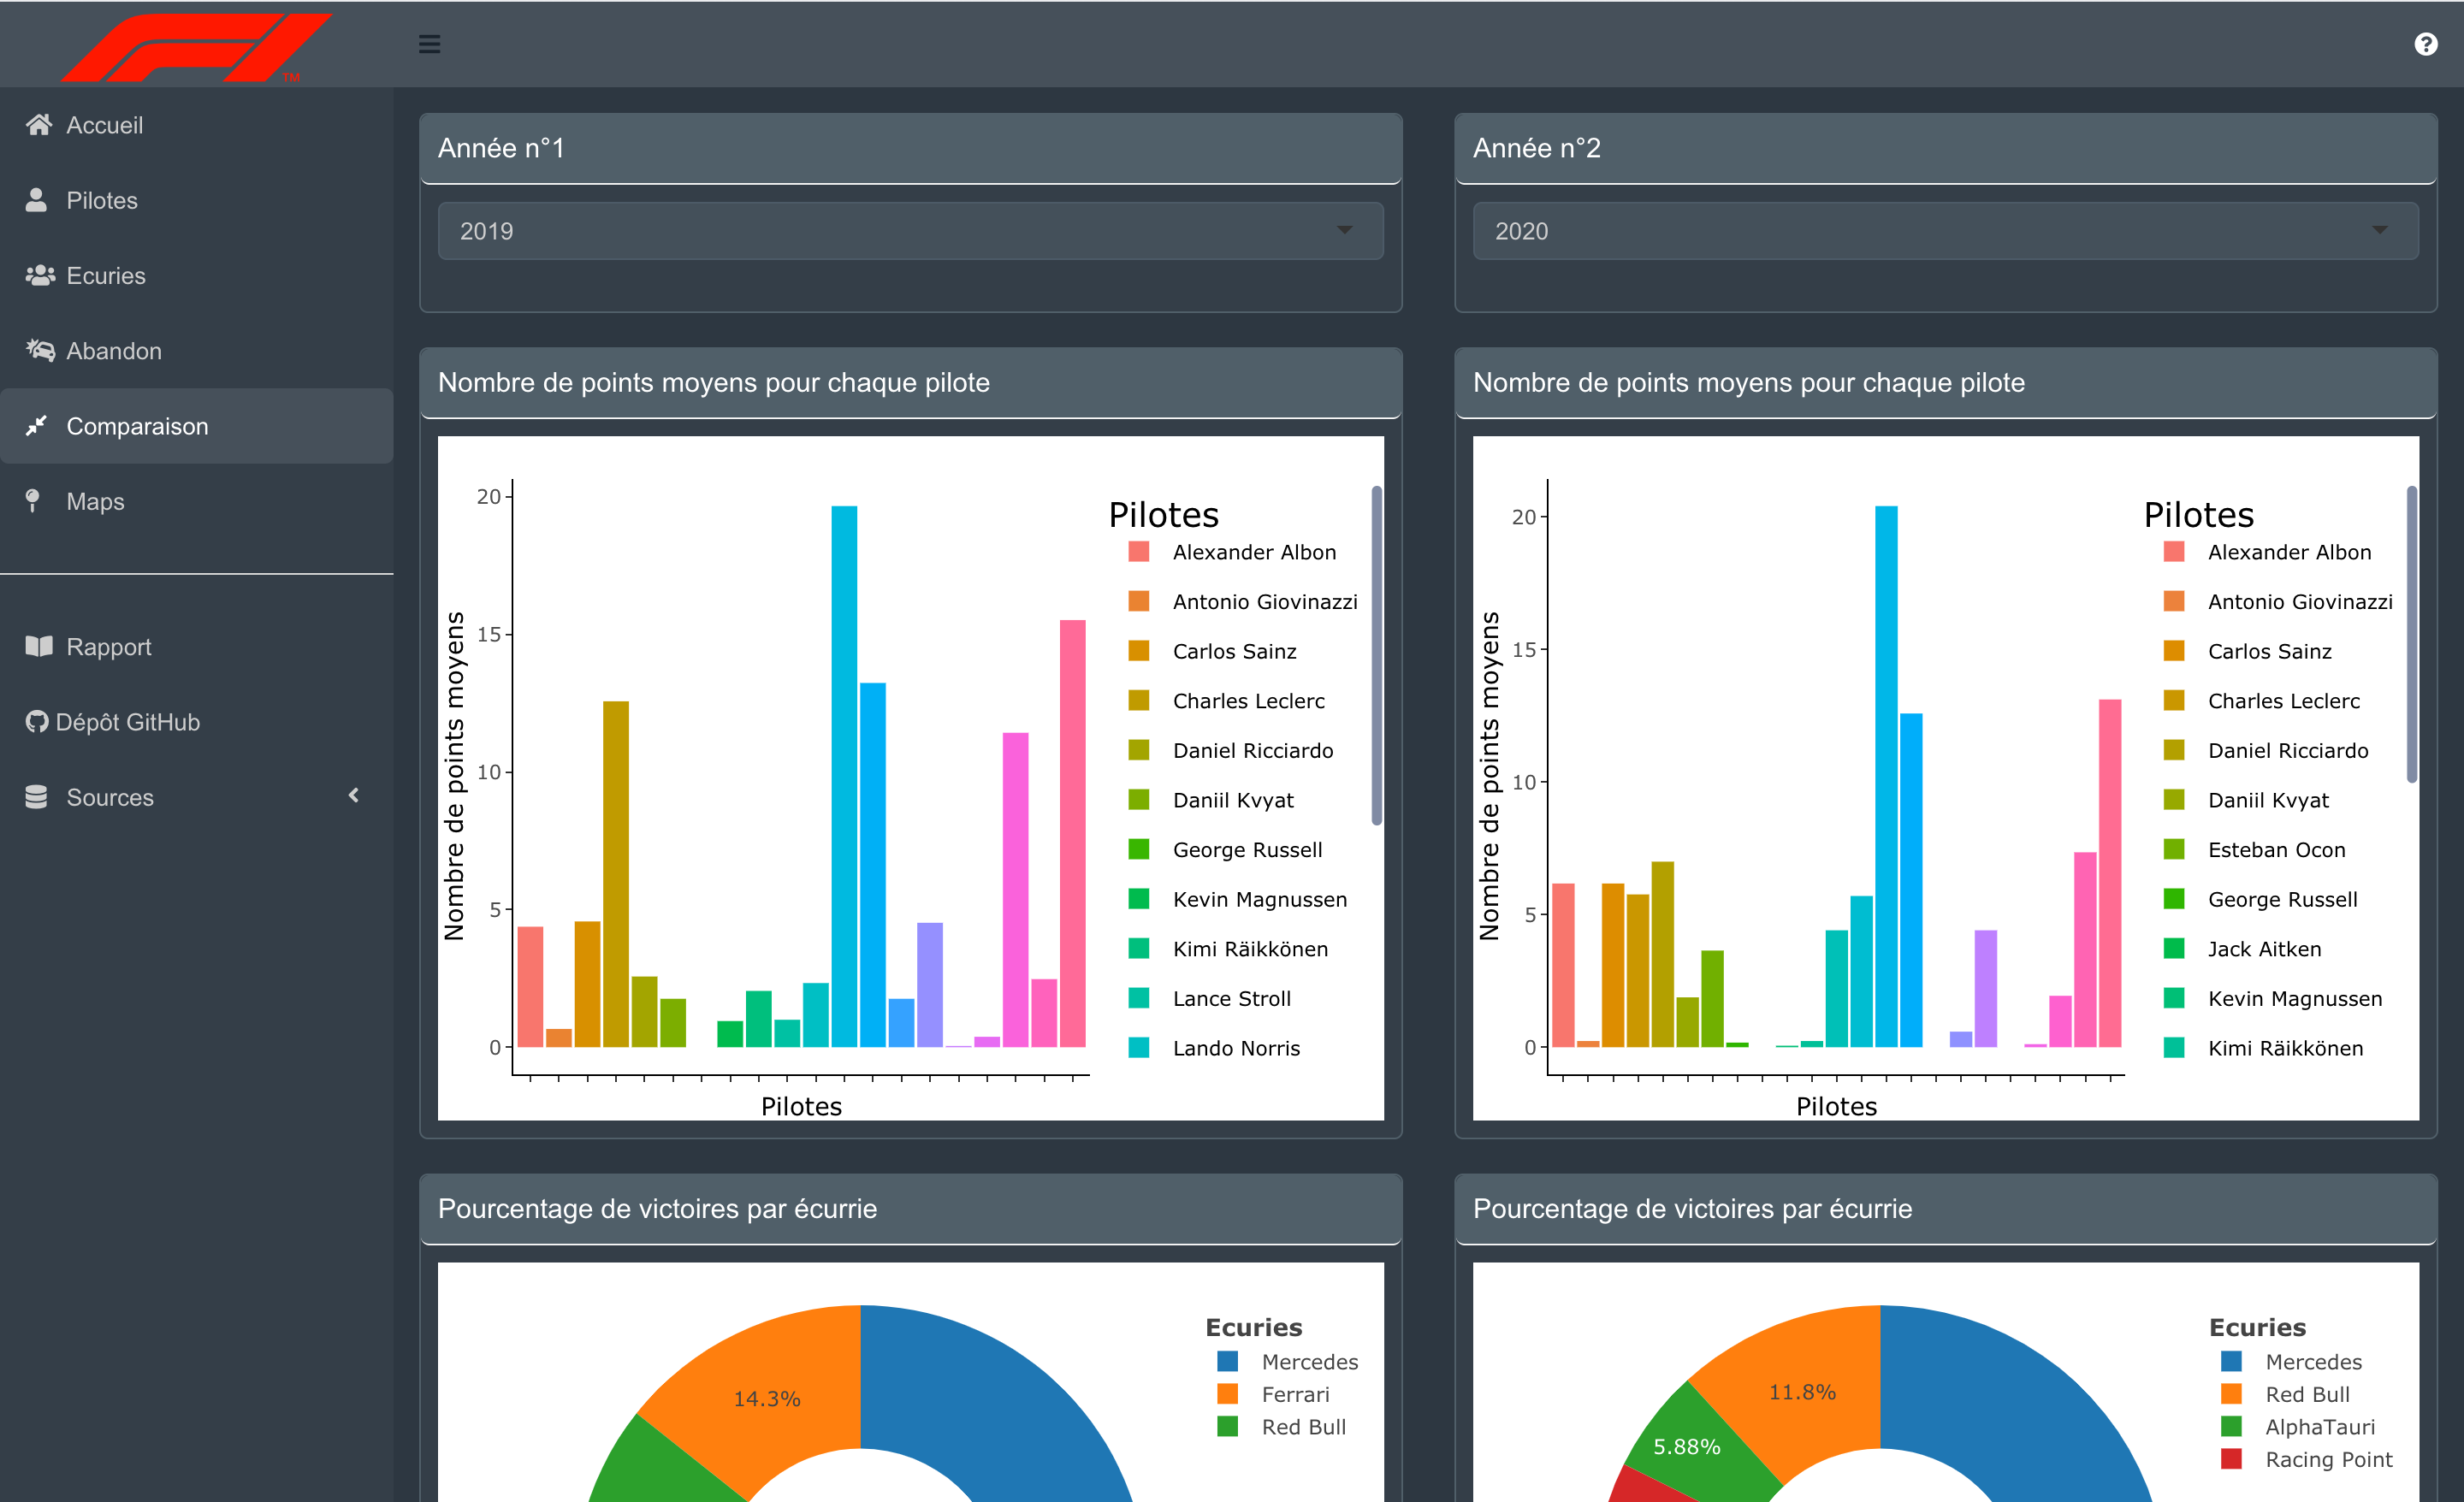 TM
Accueil
Pilotes
Ecuries
Abandon
Comparaison
Maps
Rapport
Dépôt GitHub
Sources
Année n°1
2019
Année n°2
2020
Nombre de points moyens pour chaque pilote
20
15
10
5
0
Nombre de points moyens
Pilotes
Pilotes
Alexander Albon
Antonio Giovinazzi
Carlos Sainz
Charles Leclerc
Daniel Ricciardo
Daniil Kvyat
George Russell
Kevin Magnussen
Kimi Räikkönen
Lance Stroll
Lando Norris
Nombre de points moyens pour chaque pilote
20
15
10
5
0
Nombre de points moyens
Pilotes
Pilotes
Alexander Albon
Antonio Giovinazzi
Carlos Sainz
Charles Leclerc
Daniel Ricciardo
Daniil Kvyat
Esteban Ocon
George Russell
Jack Aitken
Kevin Magnussen
Kimi Räikkönen
Pourcentage de victoires par écurrie
14.3%
Ecuries
Mercedes
Ferrari
Red Bull
Pourcentage de victoires par écurrie
11.8%
5.88%
Ecuries
Mercedes
Red Bull
AlphaTauri
Racing Point